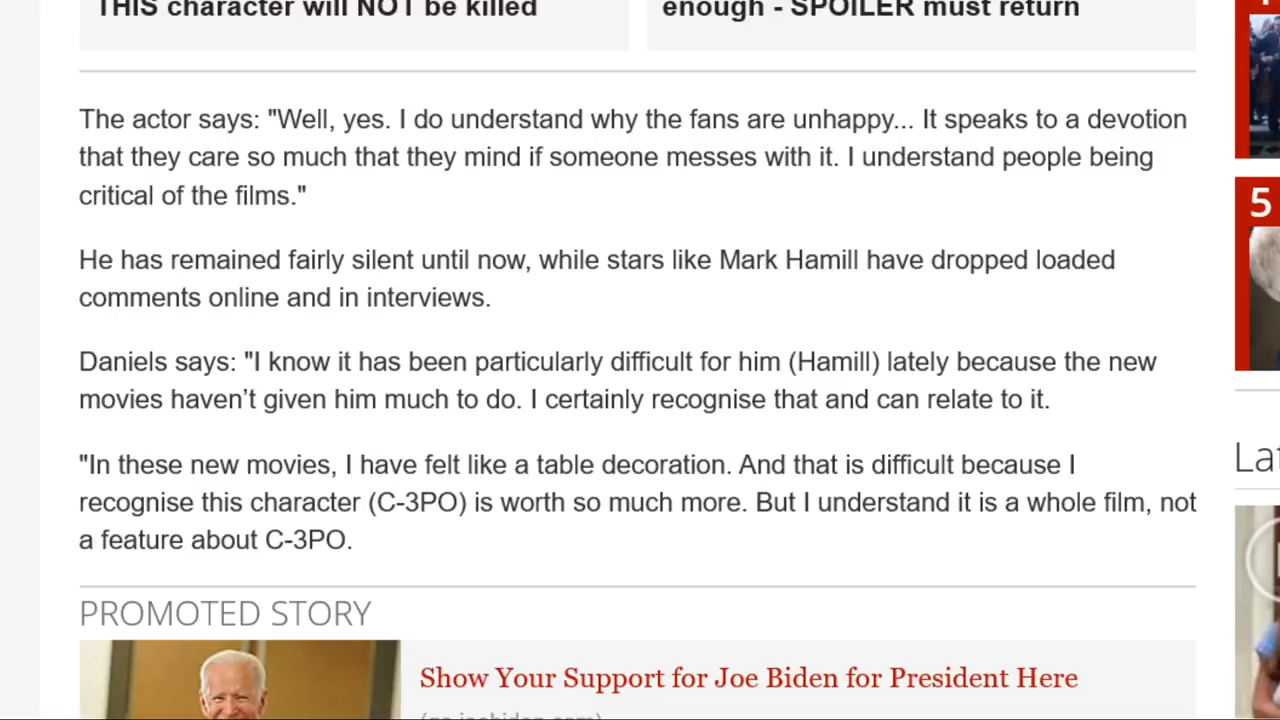 THIS character will NOT be killed
enough - SPOILER must return
The actor says: "Well, yes. I do understand why the fans are unhappy... It speaks to a devotion
that they care so much that they mind if someone messes with it. I understand people being
critical of the films."
He has remained fairly silent until now, while stars like Mark Hamill have dropped loaded
comments online and in interviews.
Daniels says: "I know it has been particularly difficult for him (Hamill) lately because the new
movies haven’t given him much to do. I certainly recognise that and can relate to it.
"In these new movies, I have felt like a table decoration. And that is difficult because I
recognise this character (C-3PO) is worth so much more. But I understand it is a whole film, not
a feature about C-3PO.
PROMOTED STORY
Show Your Support for Joe Biden for President Here
5